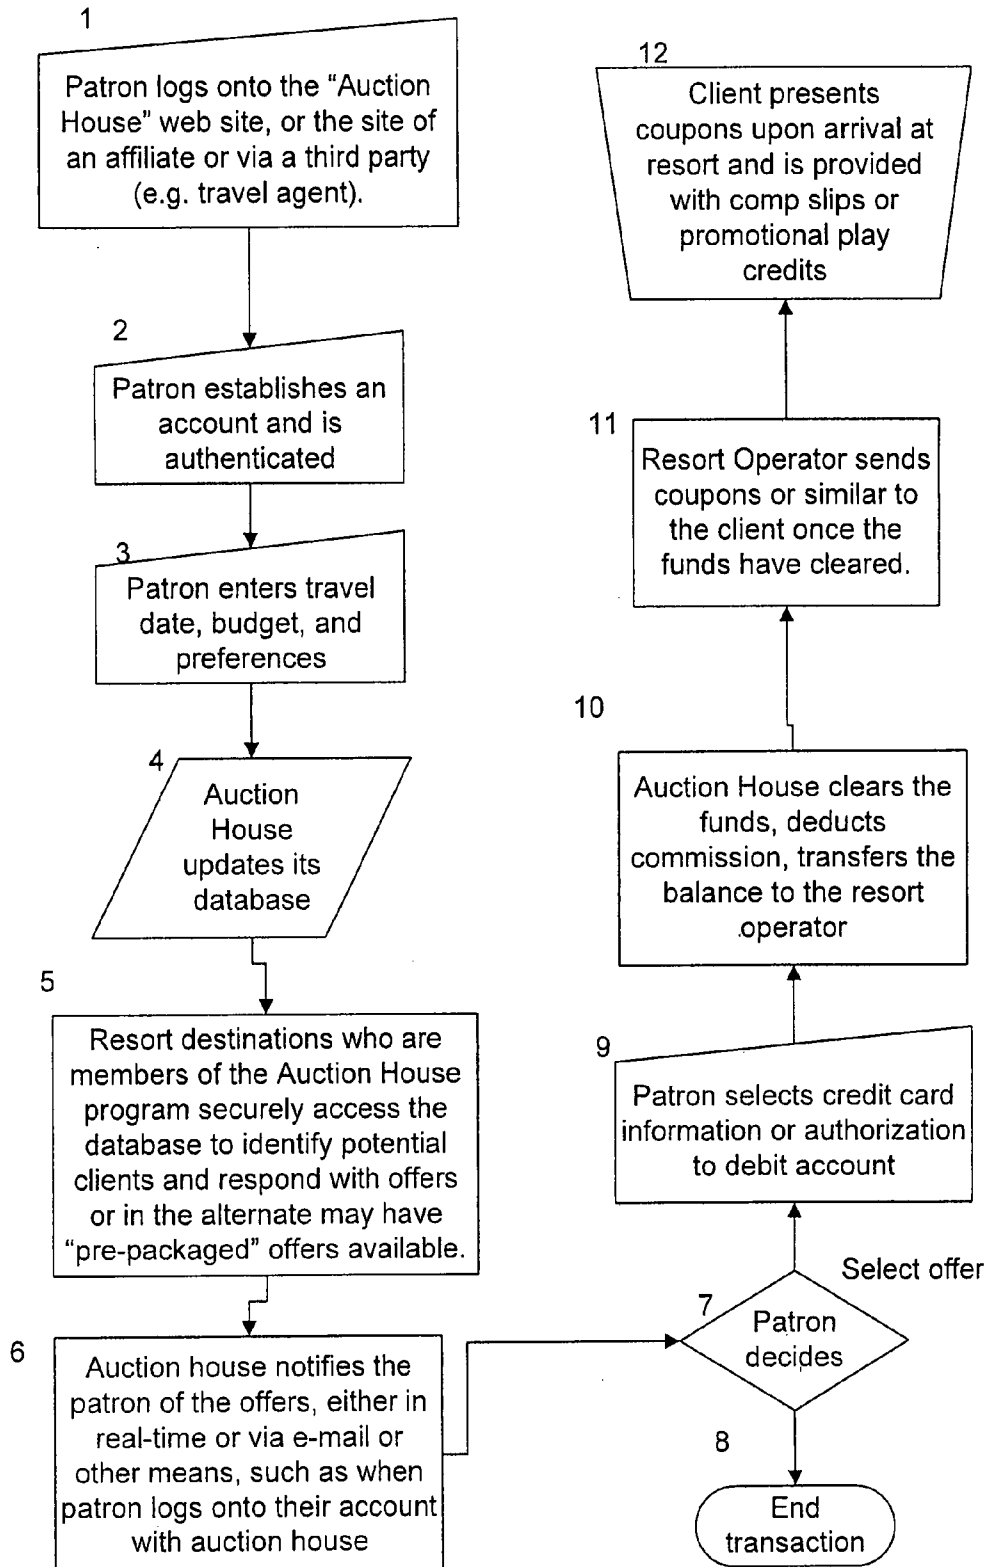 1
Patron logs onto the “Auction
House” web site, or the site of
an affiliate or via a third party
(e.g. travel agent).
2
Patron establishes an
account and is
authenticated
3
Patron enters travel
date, budget, and
preferences
4
Auction
House
updates its
database
5
Resort destinations who are
members of the Auction House
program securely access the
database to identify potential
clients and respond with offers
or in the alternate may have
“pre-packaged” offers available.
6
Auction house notifies the
patron of the offers, either in
real-time or via e-mail or
other means, such as when
patron logs onto their account
with auction house
7
Patron
decides
Select offer
8
End
transaction
9
Patron selects credit card
information or authorization
to debit account
10
Auction House clears the
funds, deducts
commission, transfers the
balance to the resort
operator
11
Resort Operator sends
coupons or similar to
the client once the
funds have cleared.
12
Client presents
coupons upon arrival at
resort and is provided
with comp slips or
promotional play
credits